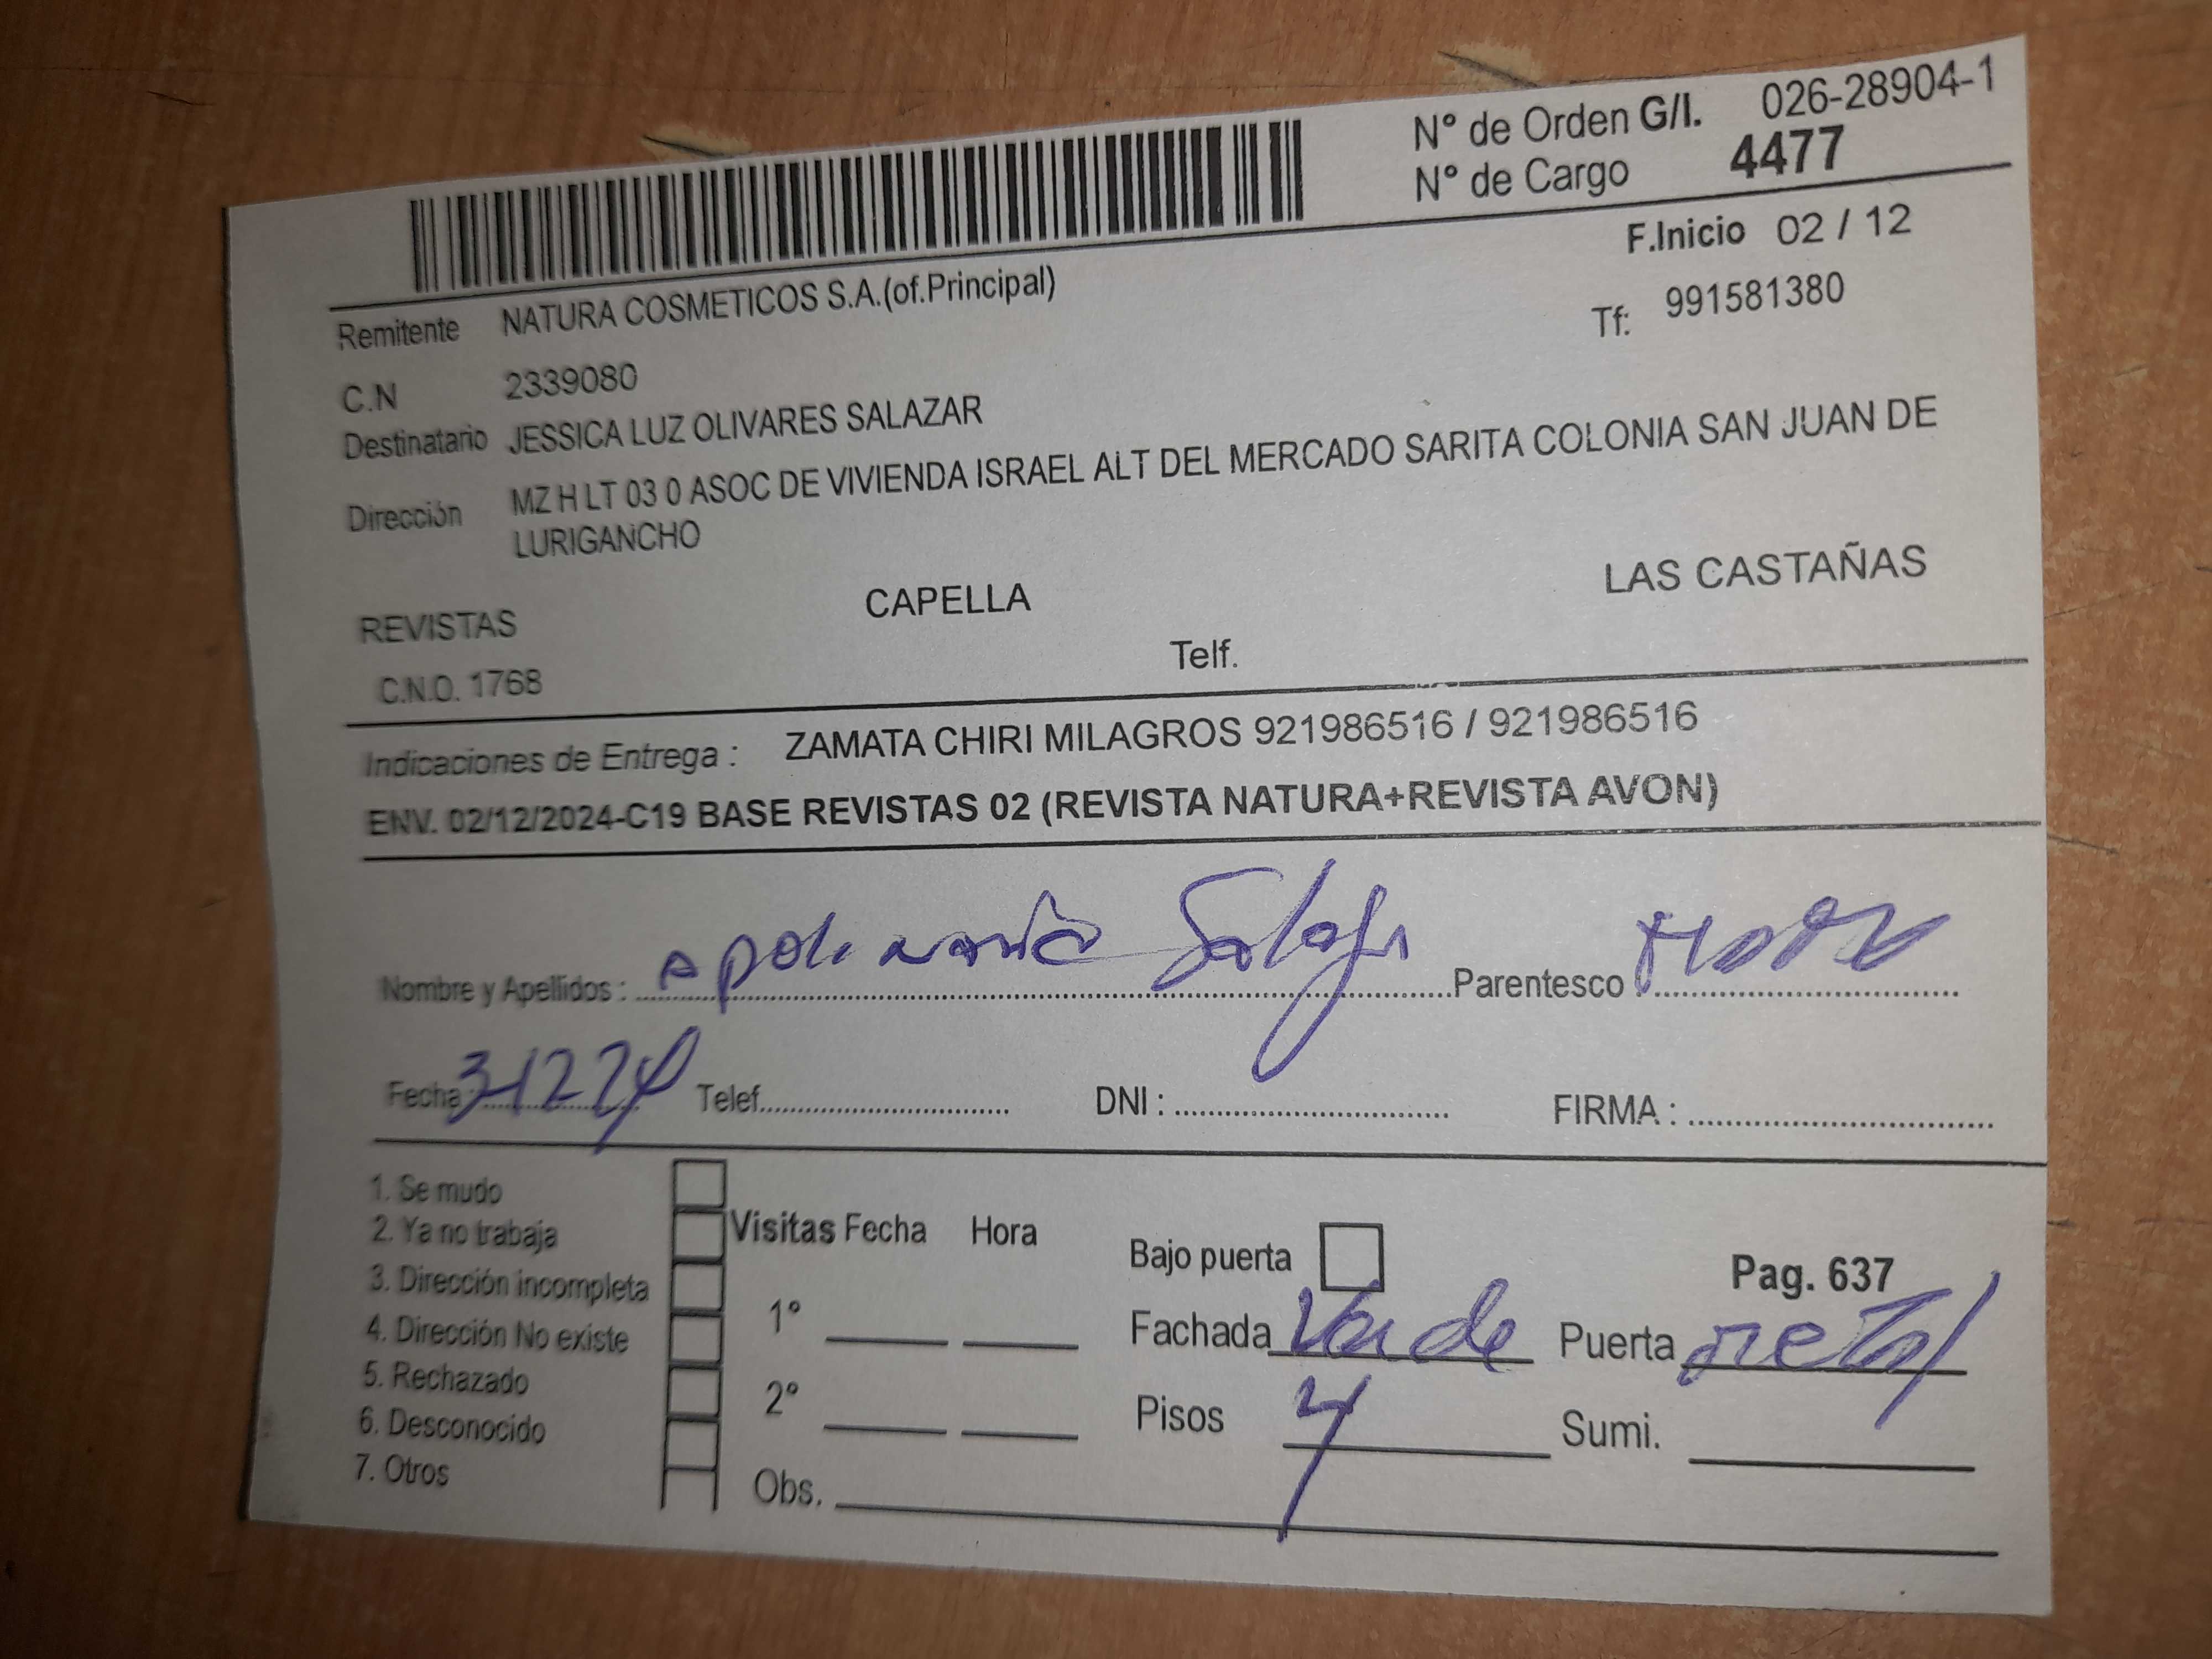 N° de Orden G/I. 026-28904-1
N° de Cargo 4477
F.Inicio 02 / 12
Remitente NATURA COSMETICOS S.A.(of.Principal)
Tf: 991581380
C.N 2339080
Destinatario JESSICA LUZ OLIVARES SALAZAR
Dirección MZ H LT 03 0 ASOC DE VIVIENDA ISRAEL ALT DEL MERCADO SARITA COLONIA SAN JUAN DE
LURIGANCHO
REVISTAS CAPELLA LAS CASTAÑAS
C.N.O. 1768 Telf.
Indicaciones de Entrega : ZAMATA CHIRI MILAGROS 921986516 / 921986516
ENV. 02/12/2024-C19 BASE REVISTAS 02 (REVISTA NATURA+REVISTA AVON)
Nombre y Apellidos : Apolinaria Parentesco :
Fecha : 3-12 24 Telef. DNI : FIRMA :
1. Se mudo
2. Ya no trabaja
3. Dirección incompleta
4. Dirección No existe
5. Rechazado
6. Desconocido
7. Otros
Visitas Fecha Hora
1°
2°
Obs.
Bajo puerta Pag. 637
Fachada Verde Puerta metal
Pisos 4 Sumi.